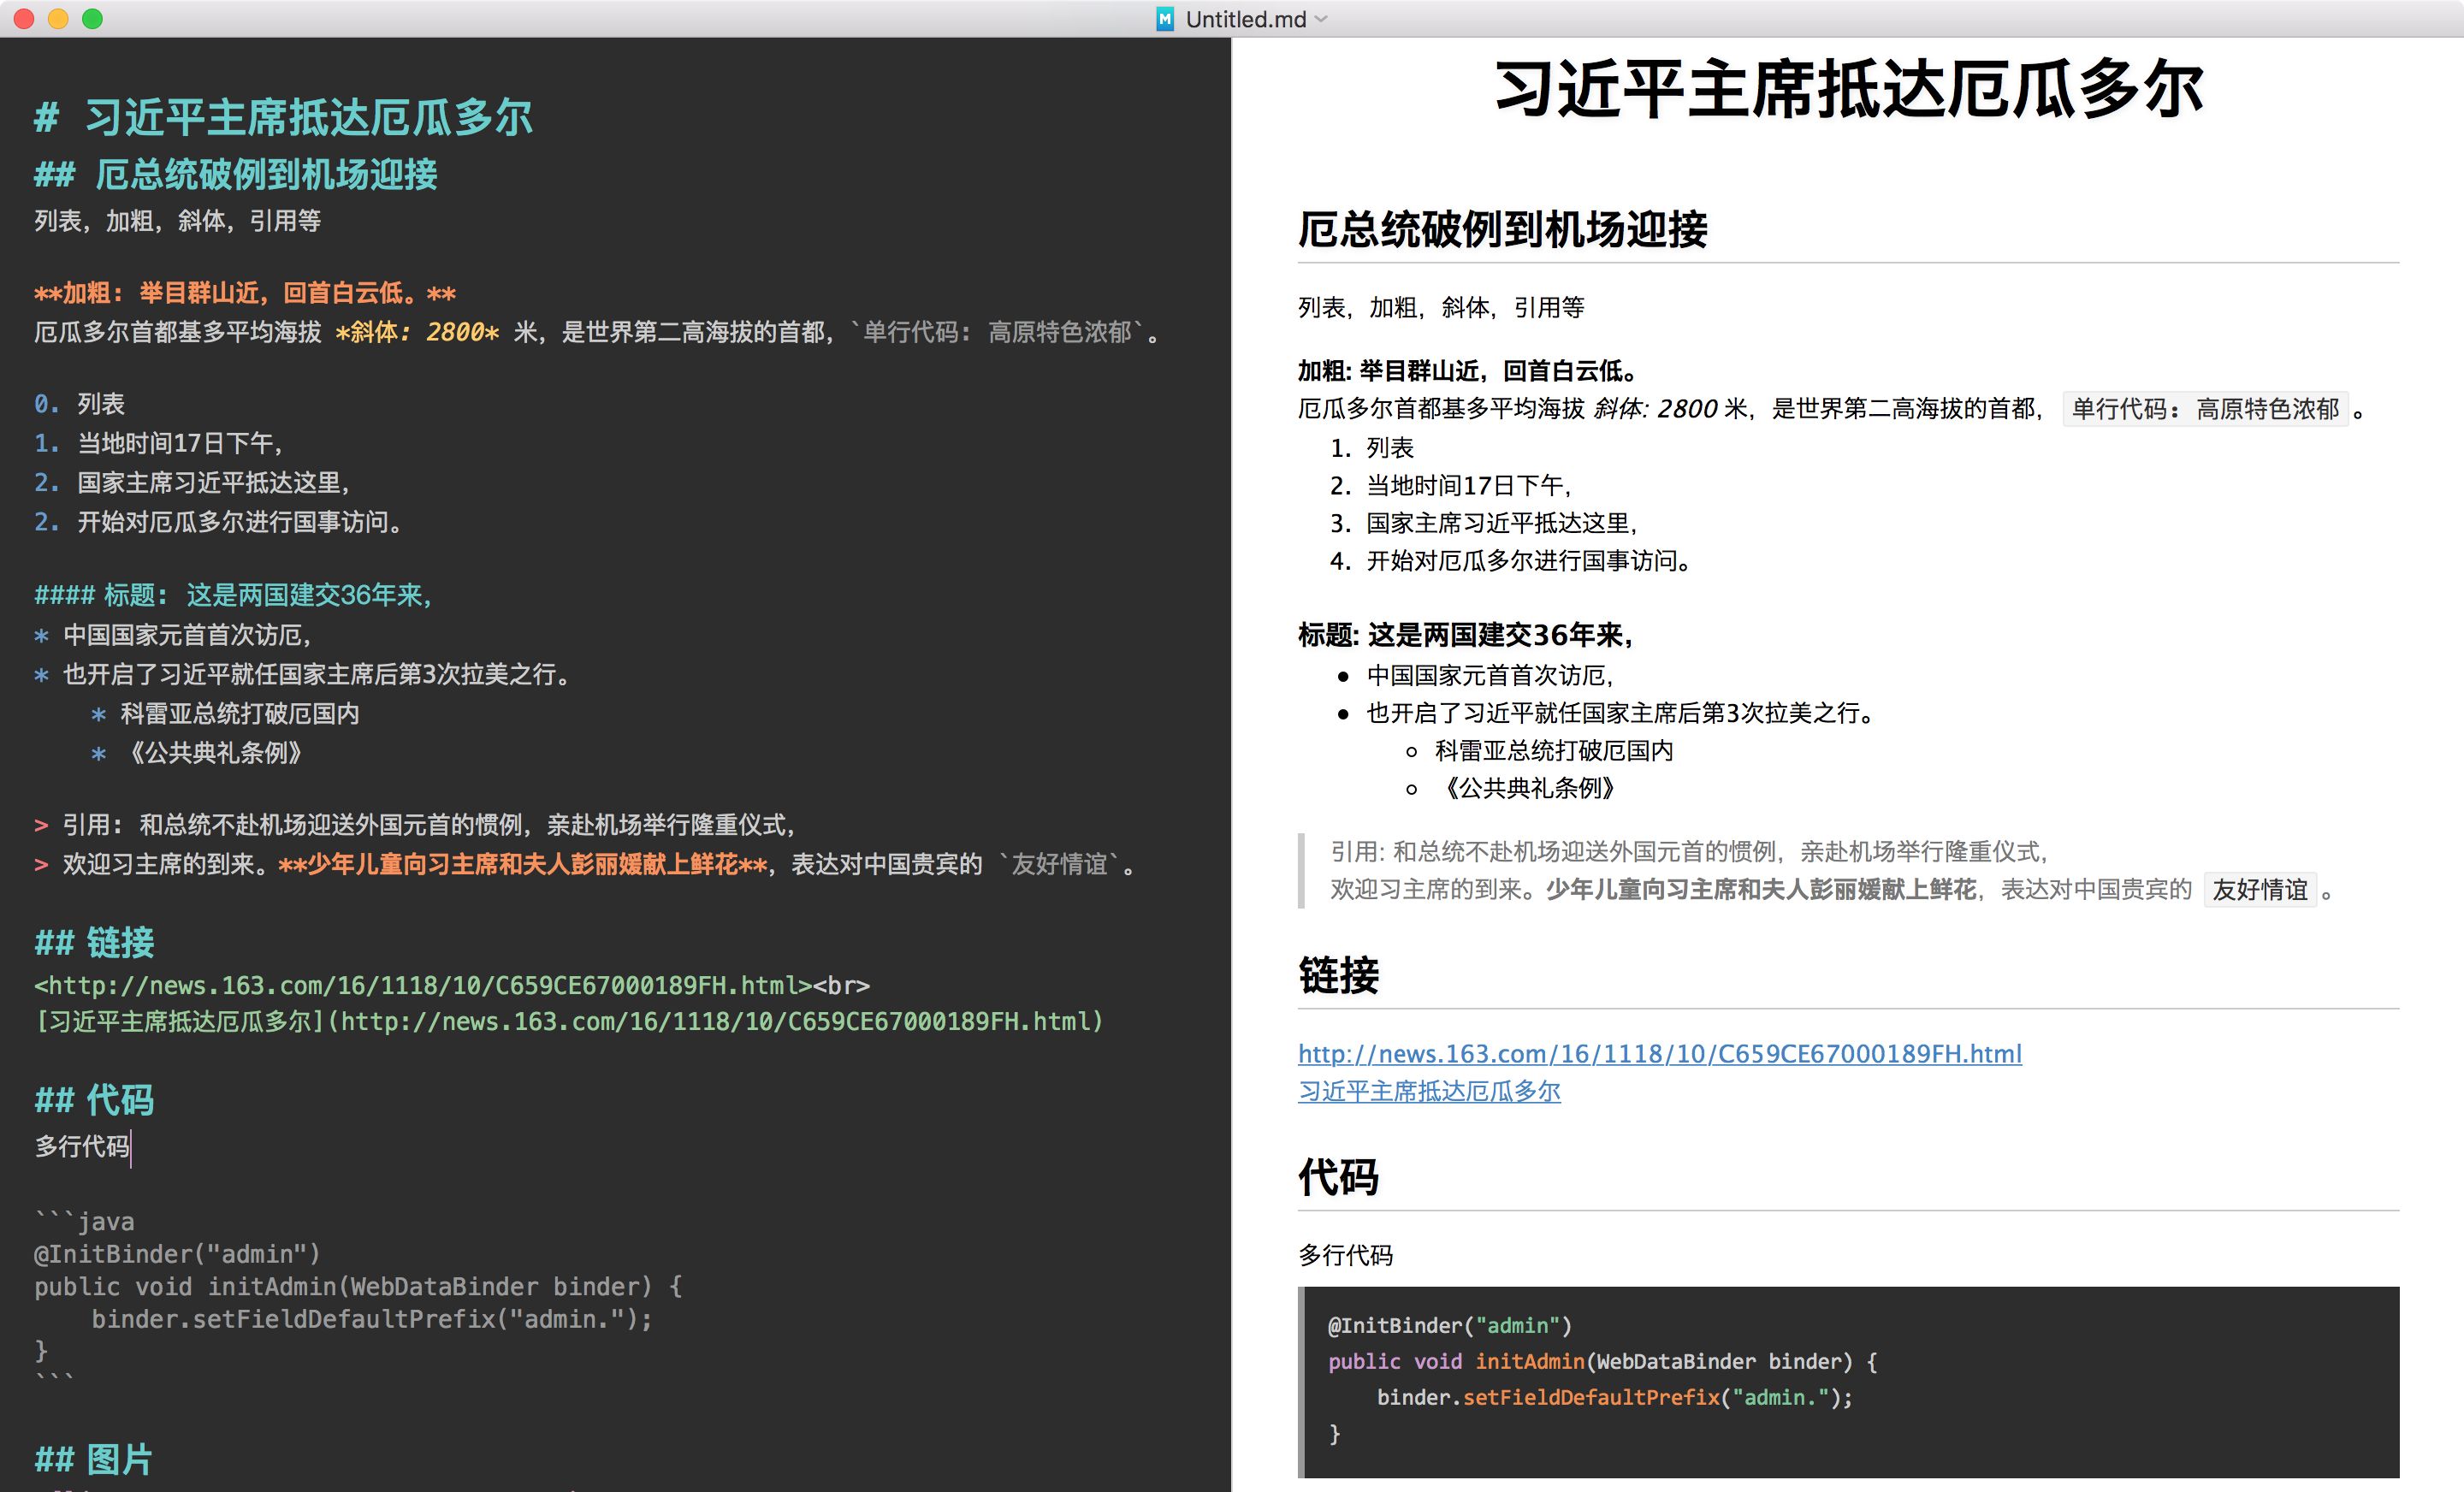 Untitled.md
# 习近平主席抵达厄瓜多尔
## 厄总统破例到机场迎接
列表，加粗，斜体，引用等
**加粗: 举目群山近，回首白云低。**
厄瓜多尔首都基多平均海拔 *斜体: 2800* 米，是世界第二高海拔的首都，`单行代码: 高原特色浓郁`。
0. 列表
1. 当地时间17日下午，
2. 国家主席习近平抵达这里，
2. 开始对厄瓜多尔进行国事访问。
#### 标题: 这是两国建交36年来，
* 中国国家元首首次访厄，
* 也开启了习近平就任国家主席后第3次拉美之行。
* 科雷亚总统打破厄国内
* 《公共典礼条例》
> 引用: 和总统不赴机场迎送外国元首的惯例，亲赴机场举行隆重仪式，
> 欢迎习主席的到来。**少年儿童向习主席和夫人彭丽媛献上鲜花**，表达对中国贵宾的 `友好情谊`。
## 链接
<http://news.163.com/16/1118/10/C659CE67000189FH.html><br>
[习近平主席抵达厄瓜多尔](http://news.163.com/16/1118/10/C659CE67000189FH.html)
## 代码
多行代码
```java
@InitBinder("admin")
public void initAdmin(WebDataBinder binder) {
    binder.setFieldDefaultPrefix("admin.");
}
```
## 图片
习近平主席抵达厄瓜多尔
厄总统破例到机场迎接
列表，加粗，斜体，引用等
加粗: 举目群山近，回首白云低。
厄瓜多尔首都基多平均海拔 斜体: 2800 米，是世界第二高海拔的首都， 单行代码: 高原特色浓郁 。
1. 列表
2. 当地时间17日下午，
3. 国家主席习近平抵达这里，
4. 开始对厄瓜多尔进行国事访问。
标题: 这是两国建交36年来，
● 中国国家元首首次访厄，
● 也开启了习近平就任国家主席后第3次拉美之行。
○ 科雷亚总统打破厄国内
○ 《公共典礼条例》
引用: 和总统不赴机场迎送外国元首的惯例，亲赴机场举行隆重仪式，
欢迎习主席的到来。少年儿童向习主席和夫人彭丽媛献上鲜花，表达对中国贵宾的 友好情谊 。
链接
http://news.163.com/16/1118/10/C659CE67000189FH.html
习近平主席抵达厄瓜多尔
代码
多行代码
@InitBinder("admin")
public void initAdmin(WebDataBinder binder) {
    binder.setFieldDefaultPrefix("admin.");
}